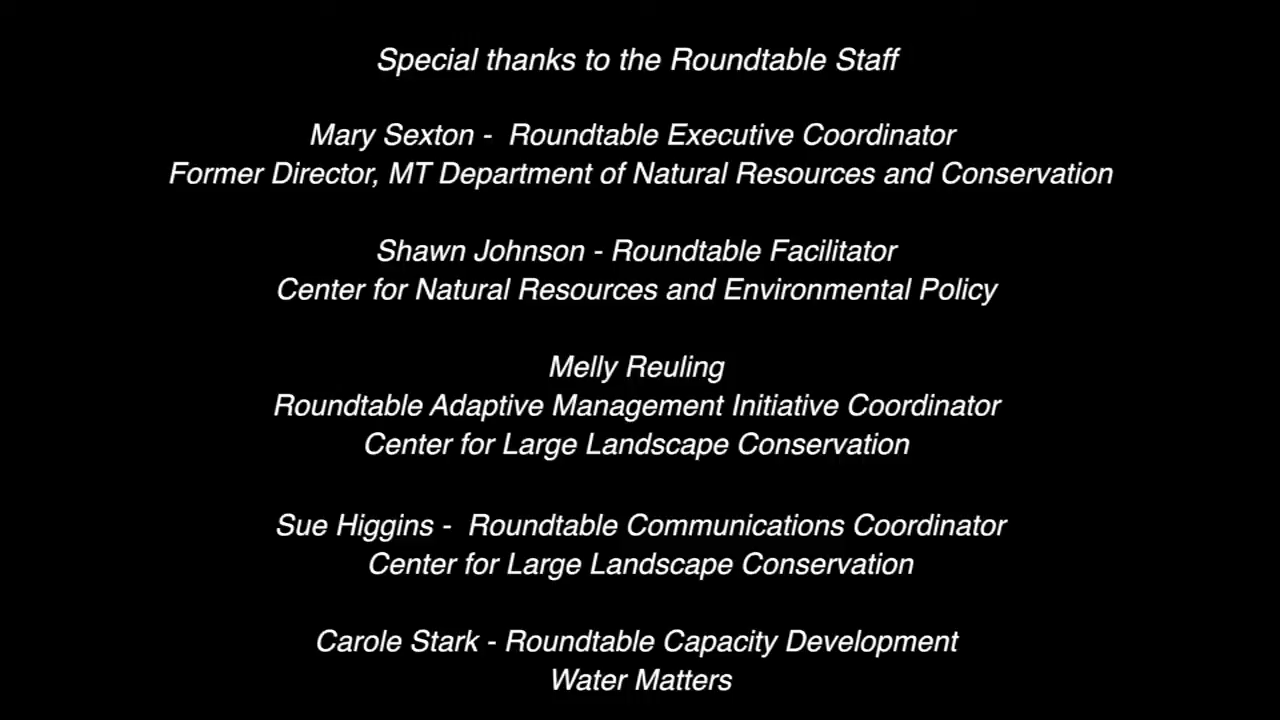 Special thanks to the Roundtable Staff
Mary Sexton -  Roundtable Executive Coordinator
Former Director, MT Department of Natural Resources and Conservation
Shawn Johnson - Roundtable Facilitator
Center for Natural Resources and Environmental Policy
Melly Reuling
Roundtable Adaptive Management Initiative Coordinator
Center for Large Landscape Conservation
Sue Higgins -  Roundtable Communications Coordinator
Center for Large Landscape Conservation
Carole Stark - Roundtable Capacity Development
Water Matters